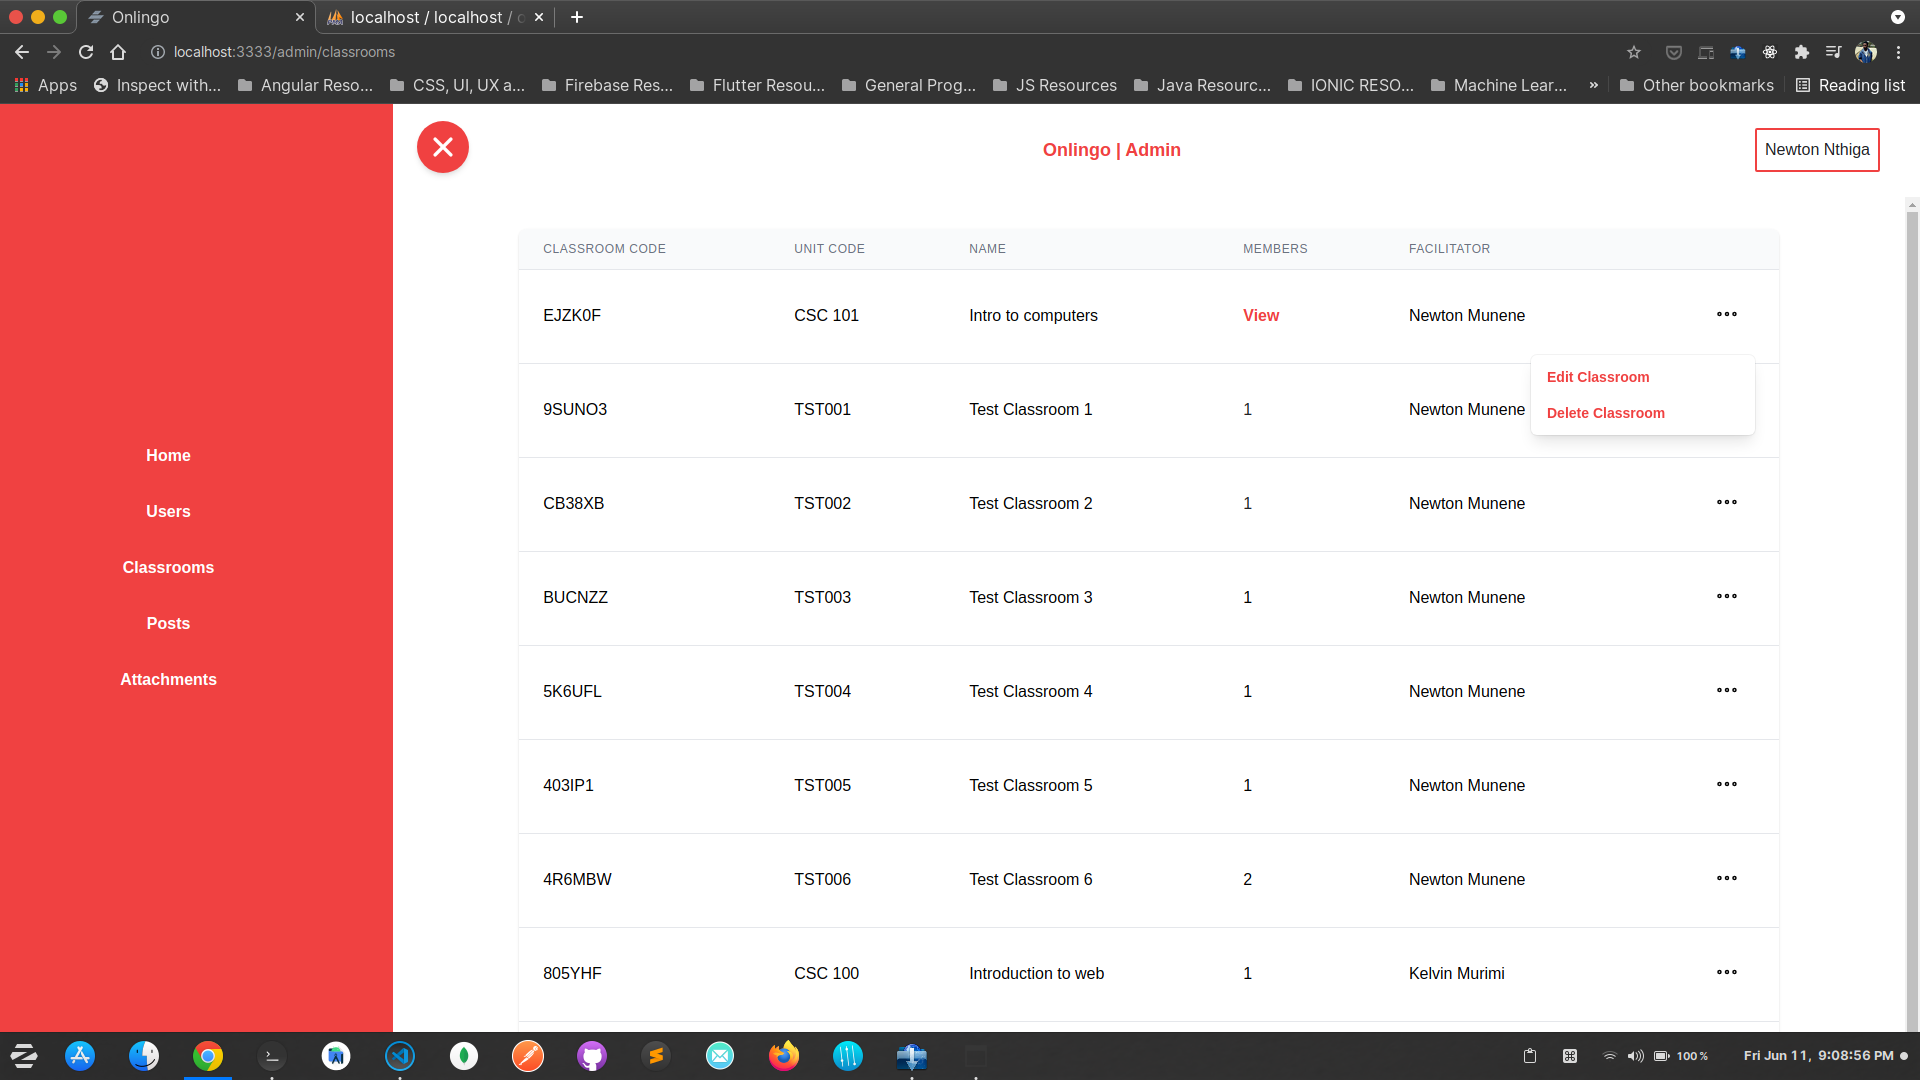 Onlingo
localhost / localhost /
localhost:3333/admin/classrooms
Apps
Inspect with...
Angular Reso...
CSS, UI, UX a...
Firebase Res...
Flutter Resou...
General Prog...
JS Resources
Java Resourc...
IONIC RESO...
Machine Lear...
»
Other bookmarks
Reading list
Onlingo | Admin
Newton Nthiga
Home
Users
Classrooms
Posts
Attachments
CLASSROOM CODE UNIT CODE NAME MEMBERS FACILITATOR
EJZK0F CSC 101 Intro to computers View Newton Munene
Edit Classroom
Delete Classroom
9SUNO3 TST001 Test Classroom 1 1 Newton Munene
CB38XB TST002 Test Classroom 2 1 Newton Munene
BUCNZZ TST003 Test Classroom 3 1 Newton Munene
5K6UFL TST004 Test Classroom 4 1 Newton Munene
403IP1 TST005 Test Classroom 5 1 Newton Munene
4R6MBW TST006 Test Classroom 6 2 Newton Munene
805YHF CSC 100 Introduction to web 1 Kelvin Murimi
100 %
Fri Jun 11, 9:08:56 PM